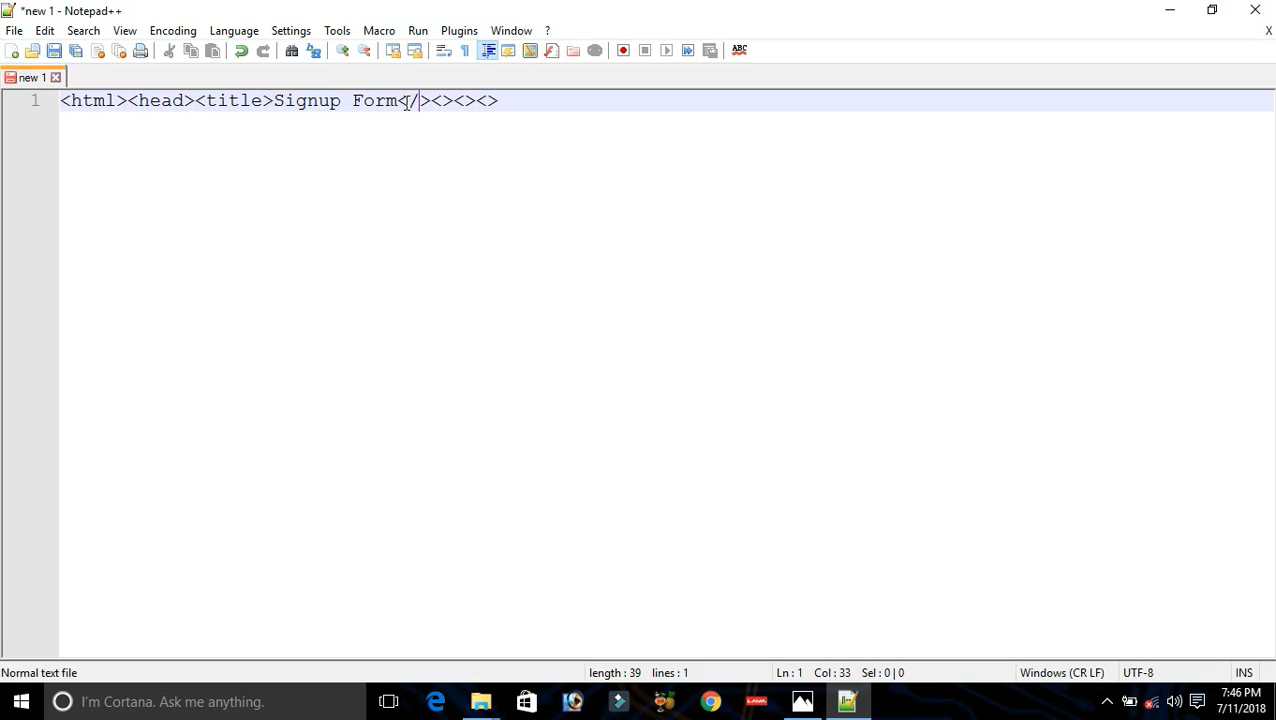 *new 1 - Notepad++
File Edit Search View Encoding Language Settings Tools Macro Run Plugins Window ? X
ABC
new 1
1 <html><head><title>Signup Form</><><><>
Normal text file length : 39 lines : 1 Ln : 1 Col : 33 Sel : 0 | 0 Windows (CR LF) UTF-8 INS
I'm Cortana. Ask me anything. LAVA 7:46 PM
7/11/2018